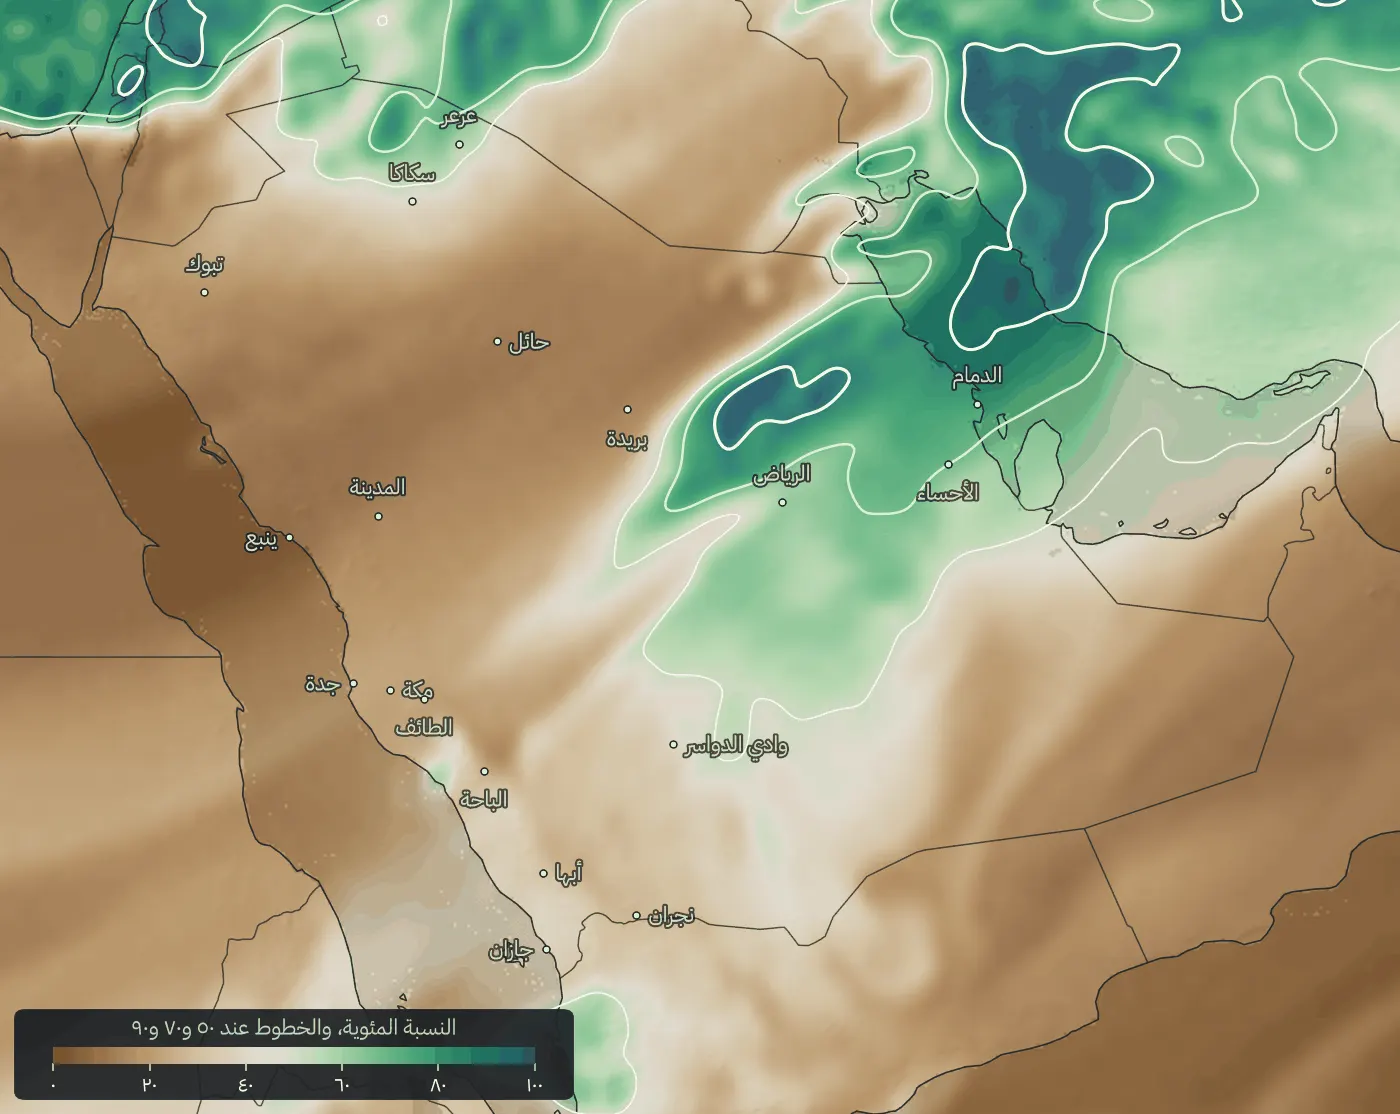 عرعر
سكاكا
تبوك
حائل
الدمام
بريدة
الرياض
المدينة
الأحساء
ينبع
جدة
مكة
الطائف
وادي الدواسر
الباحة
أبها
نجران
جازان
النسبة المئوية، والخطوط عند ٥٠ و٧٠ و٩٠
٠ ٢٠ ٤٠ ٦٠ ٨٠ ١٠٠